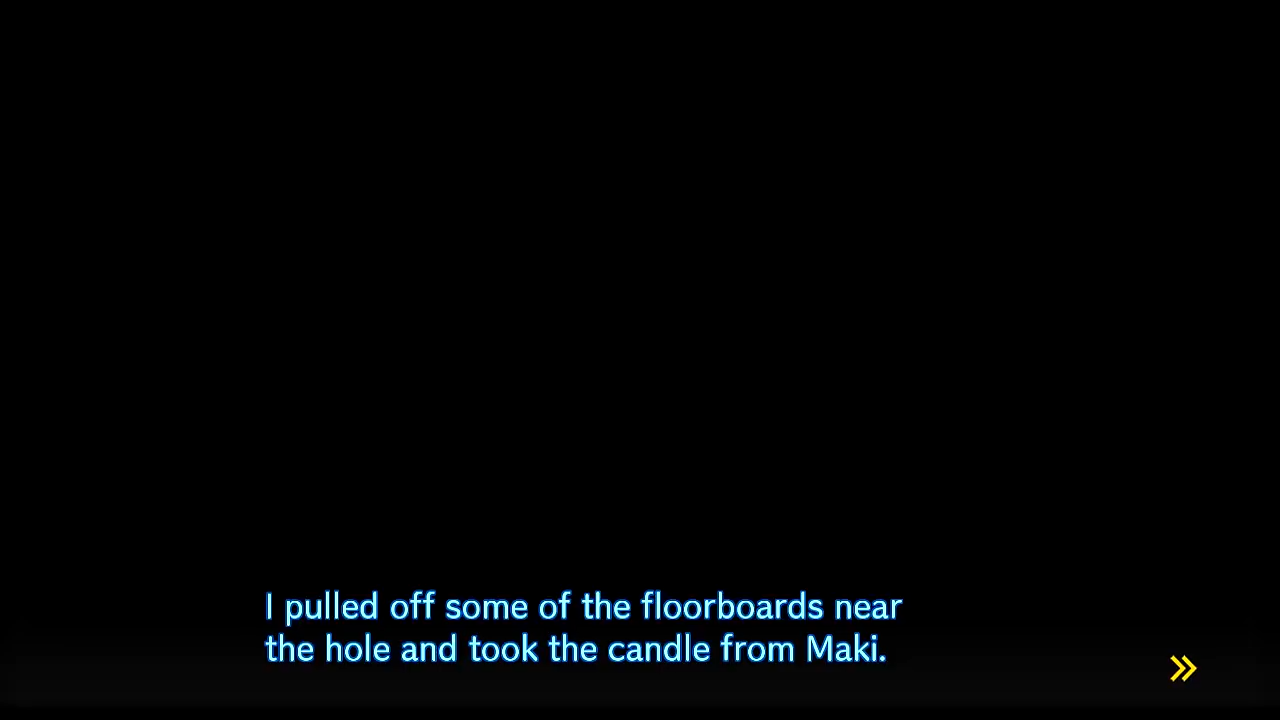 I pulled off some of the floorboards near
the hole and took the candle from Maki.